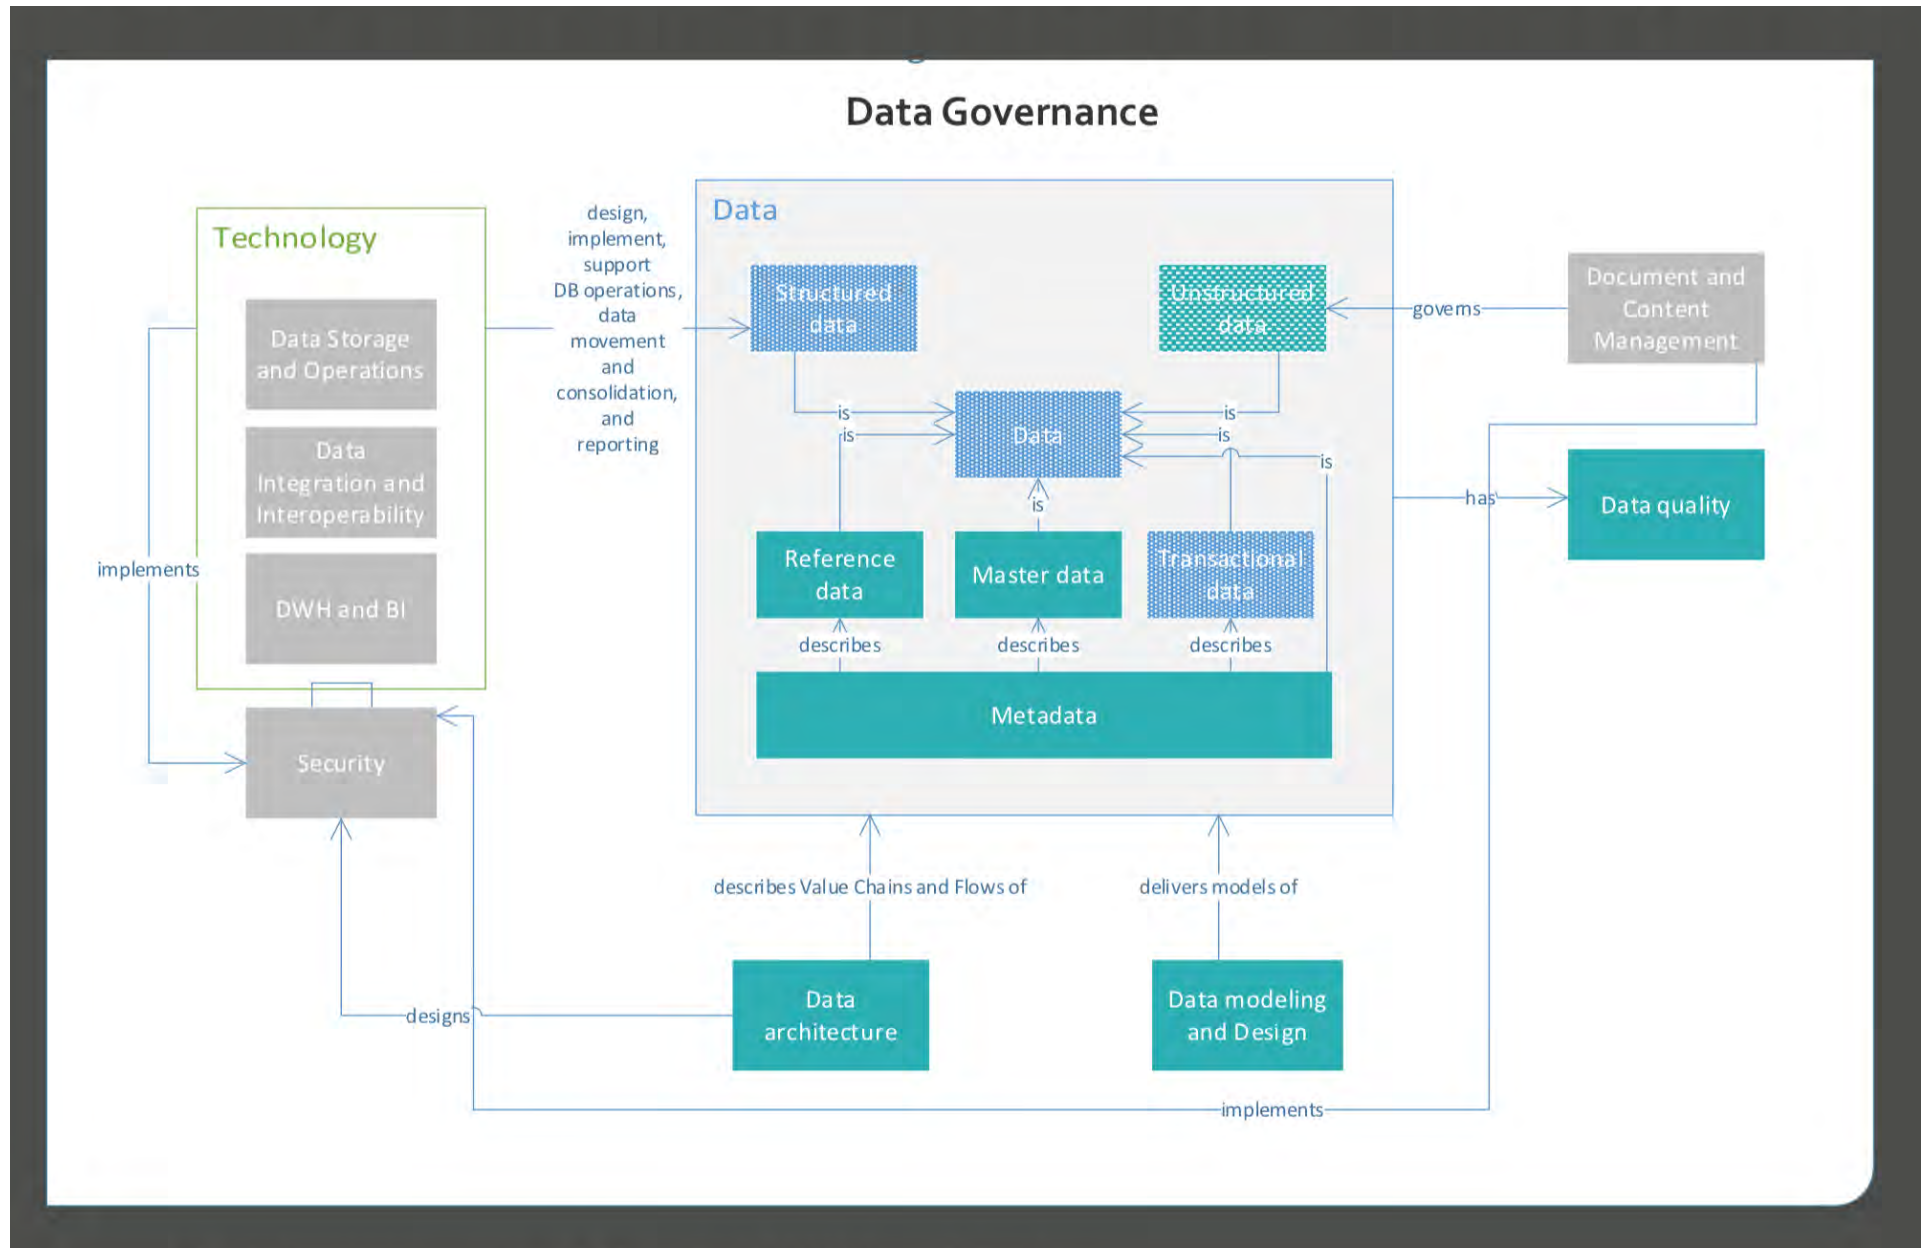 Data Governance
Technology
Data Storage
and Operations
Data
Integration and
Interoperability
DWH and BI
implements
Security
design,
implement,
support
DB operations,
data
movement
and
consolidation,
and
reporting
Data
Structured
data
Unstructured
data
is
is
Data
is
is
is
is
Reference
data
Master data
Transactional
data
describes
describes
describes
Metadata
governs
Document and
Content
Management
has
Data quality
describes Value Chains and Flows of
delivers models of
designs
Data
architecture
Data modeling
and Design
implements